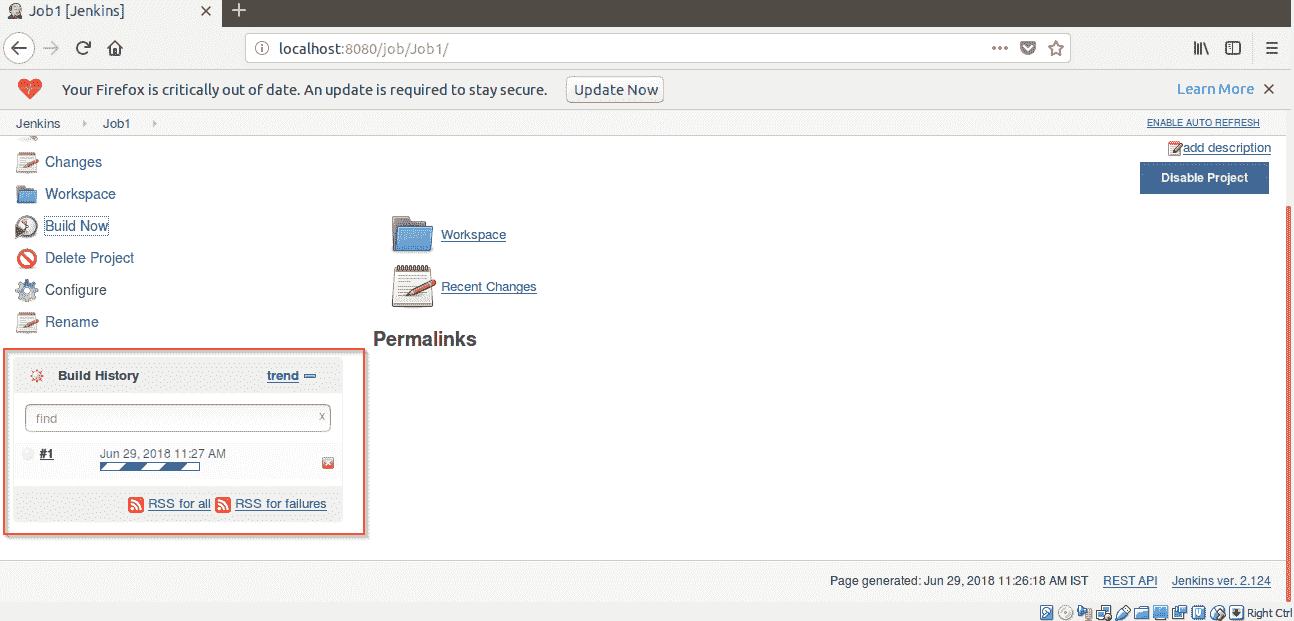 Job1 [Jenkins]
localhost:8080/job/Job1/
Your Firefox is critically out of date. An update is required to stay secure. Update Now Learn More
Jenkins Job1 ENABLE AUTO REFRESH
add description
Changes
Disable Project
Workspace
Build Now
Workspace
Delete Project
Configure
Recent Changes
Rename
Permalinks
Build History trend
find x
#1 Jun 29, 2018 11:27 AM
RSS for all RSS for failures
Page generated: Jun 29, 2018 11:26:18 AM IST REST API Jenkins ver. 2.124
Right Ctrl